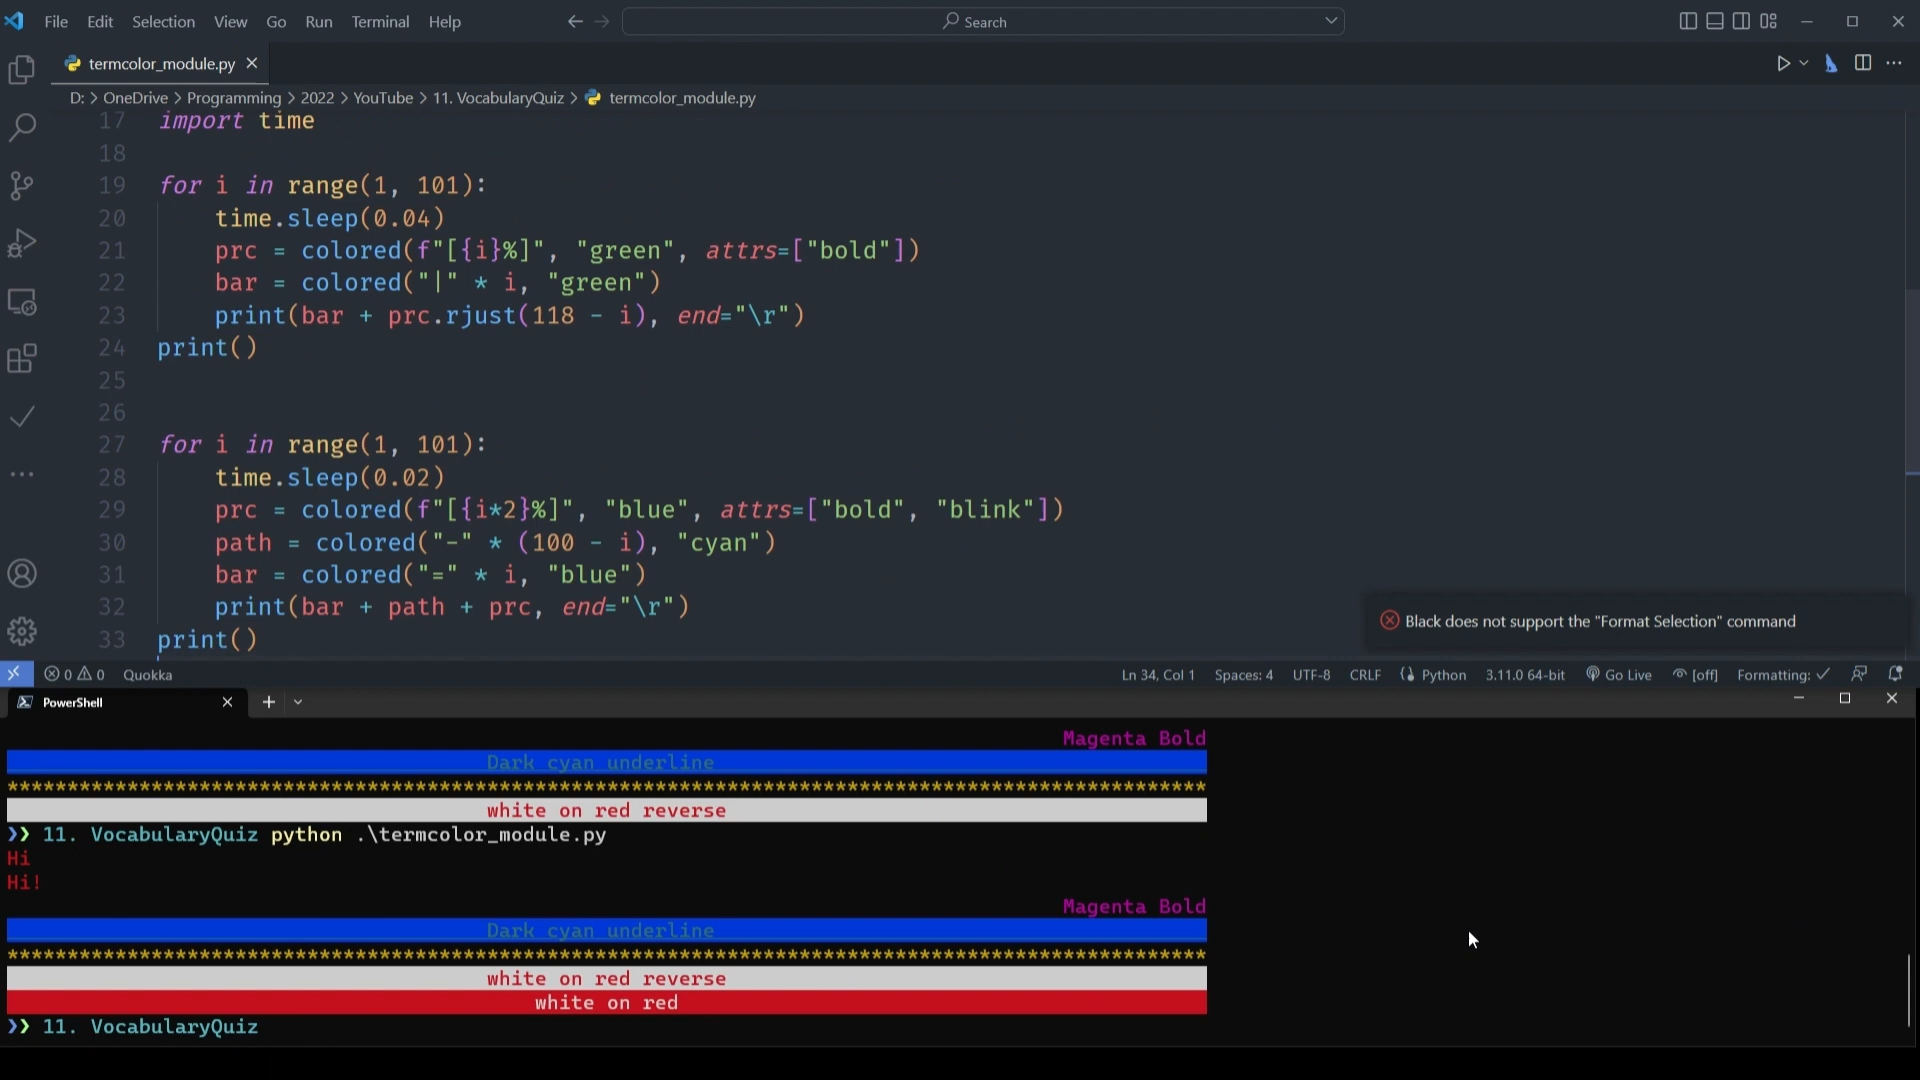 File Edit Selection View Go Run Terminal Help
Search
termcolor_module.py
D: > OneDrive > Programming > 2022 > YouTube > 11. VocabularyQuiz > termcolor_module.py
17 import time
18
19 for i in range(1, 101):
20 time.sleep(0.04)
21 prc = colored(f"[{i}%]", "green", attrs=["bold"])
22 bar = colored("|" * i, "green")
23 print(bar + prc.rjust(118 - i), end="\r")
24 print()
25
26
27 for i in range(1, 101):
28 time.sleep(0.02)
29 prc = colored(f"[{i*2}%]", "blue", attrs=["bold", "blink"])
30 path = colored("-" * (100 - i), "cyan")
31 bar = colored("=" * i, "blue")
32 print(bar + path + prc, end="\r")
33 print()
Black does not support the "Format Selection" command
0 0 Quokka Ln 34, Col 1 Spaces: 4 UTF-8 CRLF Python 3.11.0 64-bit Go Live [off] Formatting: ✓
PowerShell
Magenta Bold
Dark cyan underline
****************************************************************************************************
white on red reverse
❯❯ 11. VocabularyQuiz python .\termcolor_module.py
Hi
Hi!
Magenta Bold
Dark cyan underline
****************************************************************************************************
white on red reverse
white on red
❯❯ 11. VocabularyQuiz